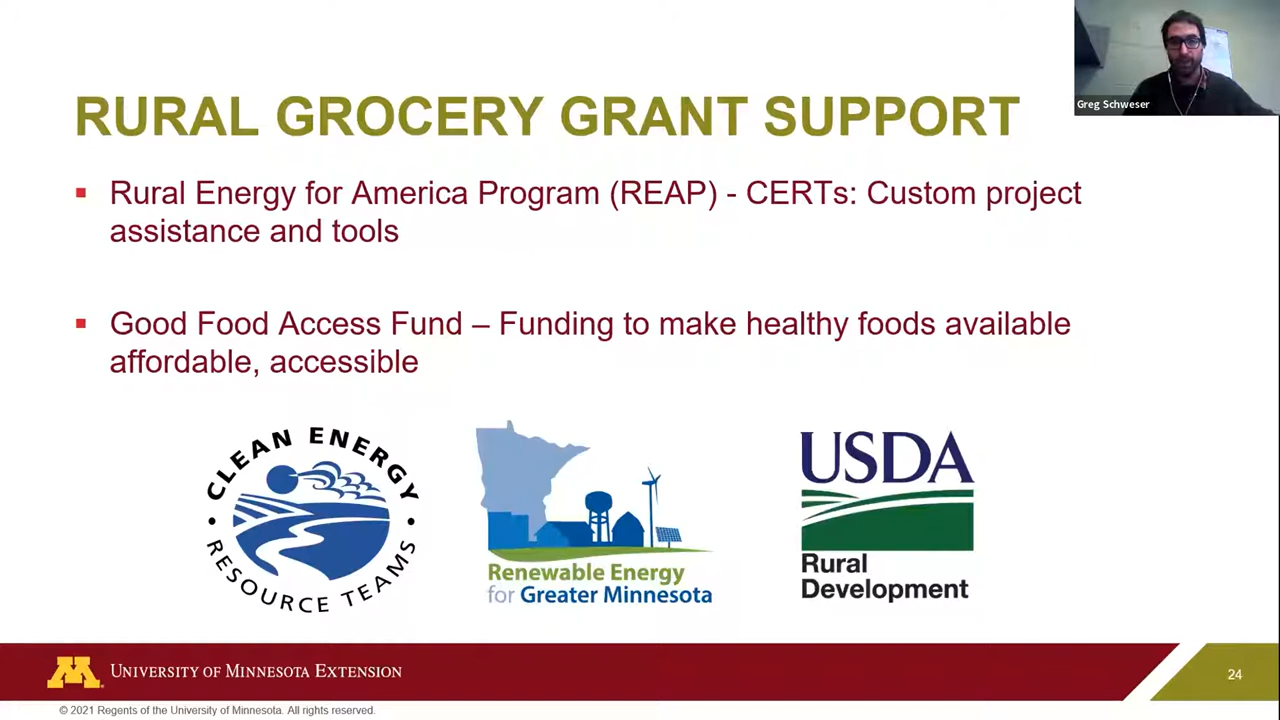 Greg Schweser
RURAL GROCERY GRANT SUPPORT
Rural Energy for America Program (REAP) - CERTs: Custom project
assistance and tools
Good Food Access Fund – Funding to make healthy foods available
affordable, accessible
CLEAN ENERGY
RESOURCE TEAMS
Renewable Energy
for Greater Minnesota
USDA
Rural
Development
M
UNIVERSITY OF MINNESOTA EXTENSION
24
© 2021 Regents of the University of Minnesota. All rights reserved.